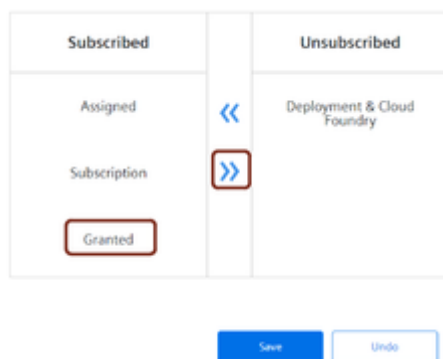 Subscribed
Unsubscribed
Assigned
Deployment & Cloud
Foundry
Subscription
Granted
Save
Undo